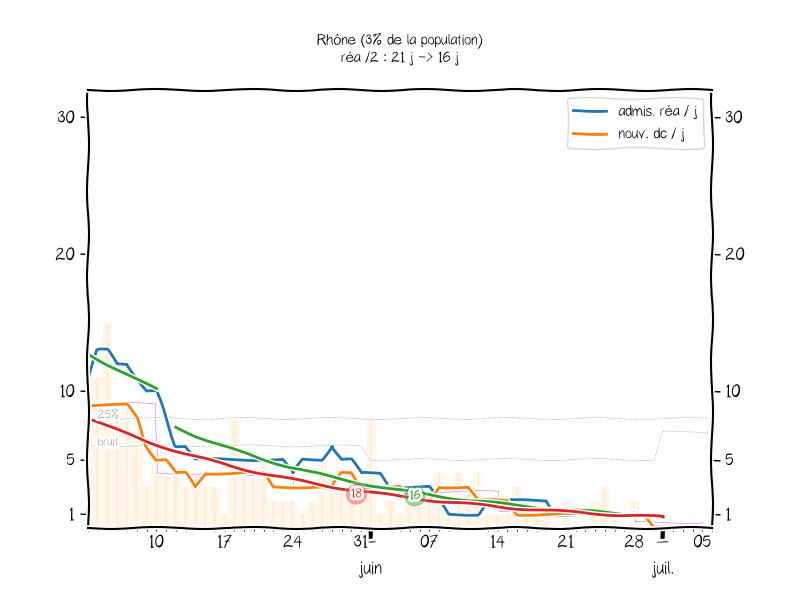 Rhône (3% de la population)
réa /2 : 21 j -> 16 j
admis. réa / j
nouv. dc / j
30 30
20 20
10 10
25%
bruit
5 5
18 16
1 1
10 17 24 31 07 14 21 28 05
juin juil.